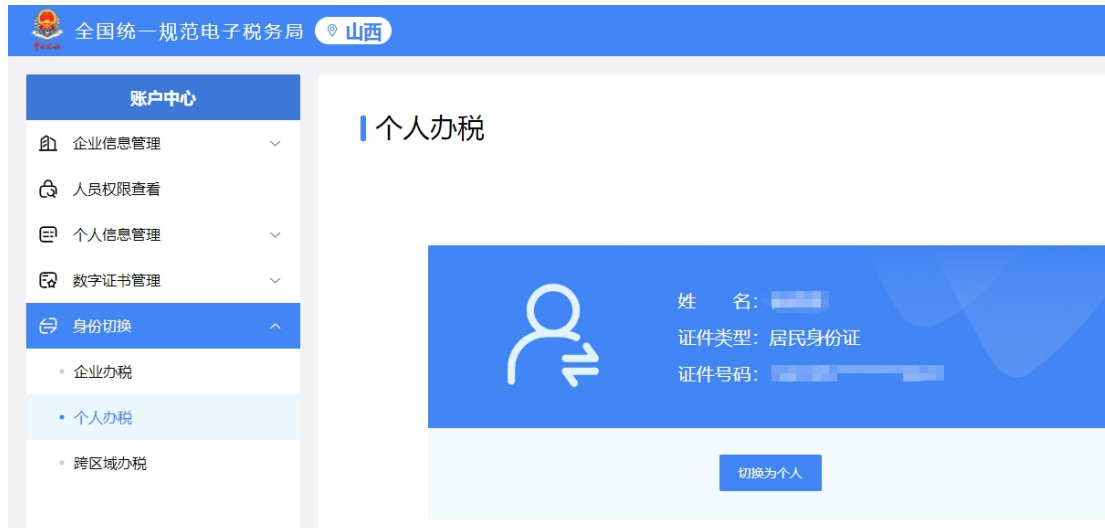 全国统一规范电子税务局 山西
账户中心
企业信息管理
人员权限查看
个人信息管理
数字证书管理
身份切换
企业办税
个人办税
跨区域办税
个人办税
姓 名：
证件类型：居民身份证
证件号码：
切换为个人